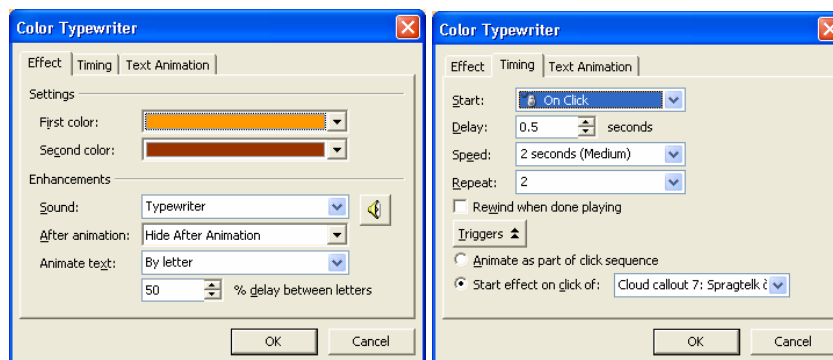 Color Typewriter
Effect Timing Text Animation
Settings
First color:
Second color:
Enhancements
Sound: Typewriter
After animation: Hide After Animation
Animate text: By letter
50 % delay between letters
OK Cancel
Color Typewriter
Effect Timing Text Animation
Start: On Click
Delay: 0.5 seconds
Speed: 2 seconds (Medium)
Repeat: 2
Rewind when done playing
Triggers
Animate as part of click sequence
Start effect on click of: Cloud callout 7: Spragtelk č
OK Cancel